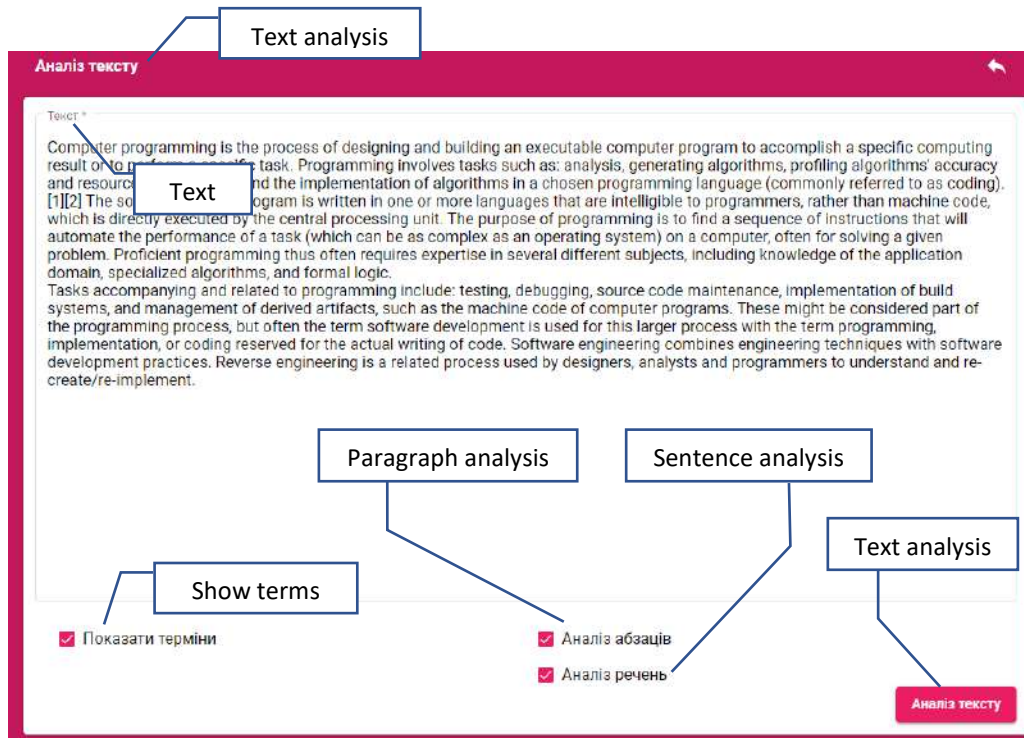 Text analysis
Аналіз тексту
Текст *
Computer programming is the process of designing and building an executable computer program to accomplish a specific computing
result or to task. Programming involves tasks such as: analysis, generating algorithms, profiling algorithms' accuracy
and resource nd the implementation of algorithms in a chosen programming language (commonly referred to as coding).
Text
[1][2] The so ogram is written in one or more languages that are intelligible to programmers, rather than machine code,
which is directly executed by the central processing unit. The purpose of programming is to find a sequence of instructions that will
automate the performance of a task (which can be as complex as an operating system) on a computer, often for solving a given
problem. Proficient programming thus often requires expertise in several different subjects, including knowledge of the application
domain, specialized algorithms, and formal logic.
Tasks accompanying and related to programming include: testing, debugging, source code maintenance, implementation of build
systems, and management of derived artifacts, such as the machine code of computer programs. These might be considered part of
the programming process, but often the term software development is used for this larger process with the term programming,
implementation, or coding reserved for the actual writing of code. Software engineering combines engineering techniques with software
development practices. Reverse engineering is a related process used by designers, analysts and programmers to understand and re-
create/re-implement.
Paragraph analysis
Sentence analysis
Text analysis
Show terms
Показати терміни
Аналіз абзаців
Аналіз речень
Аналіз тексту